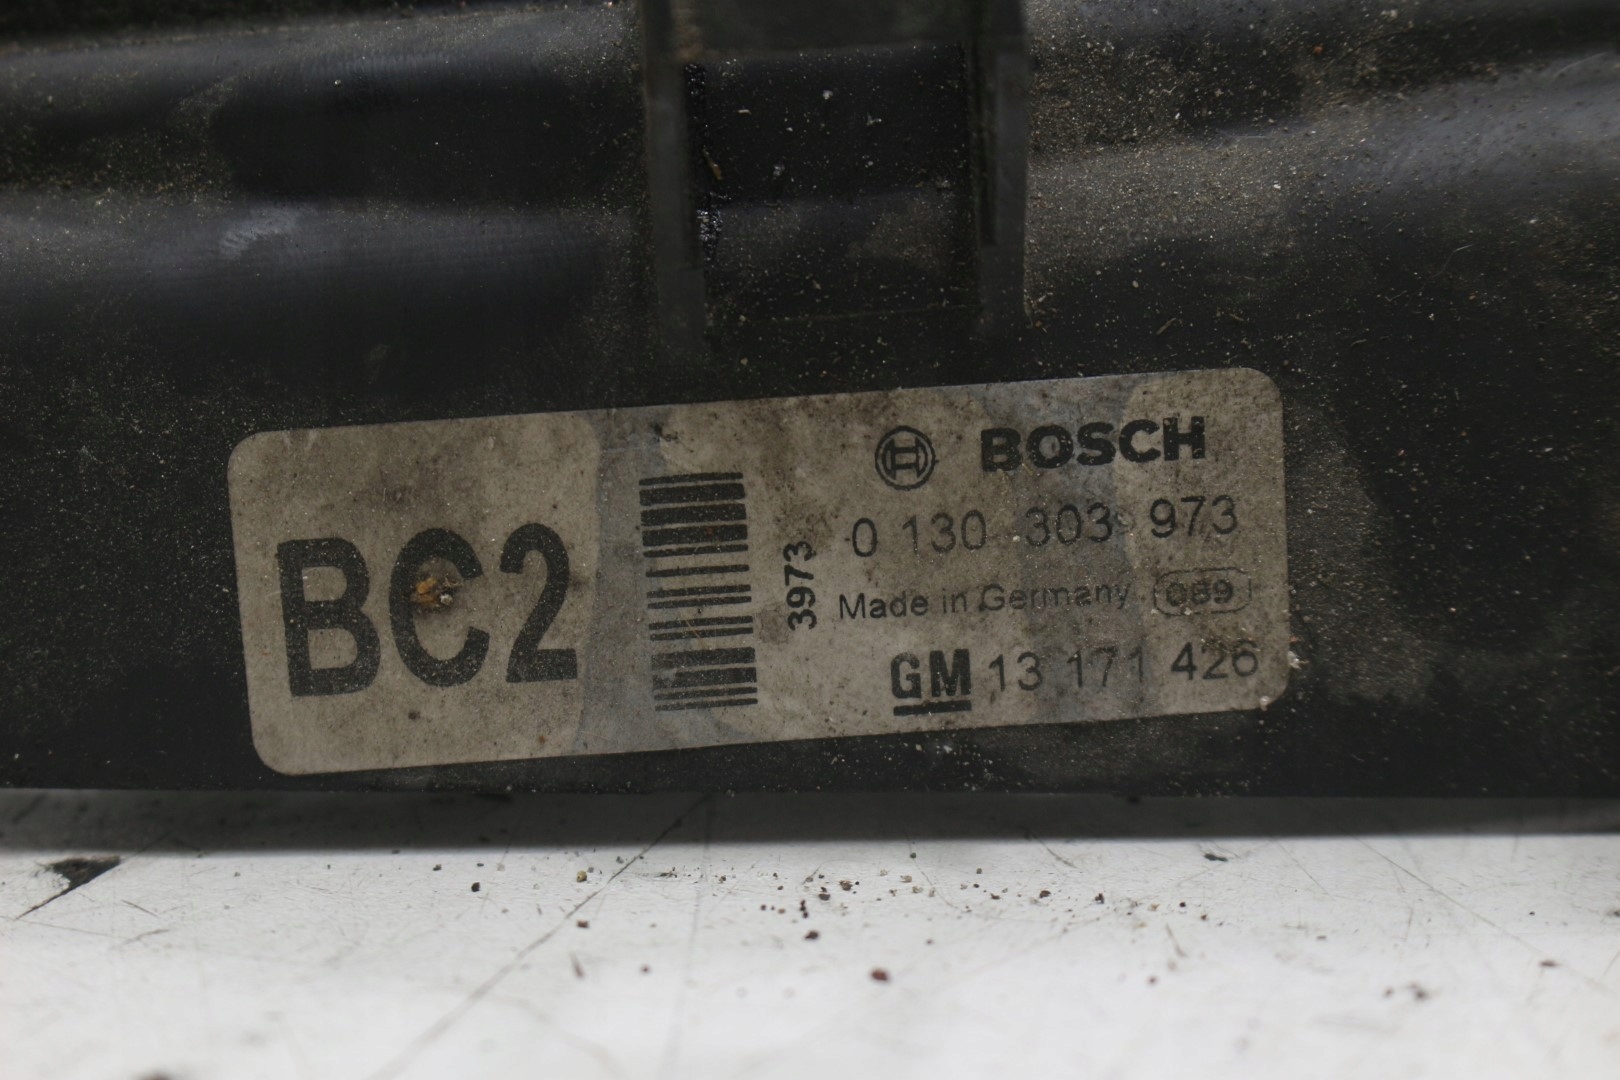 BC2
3973
BOSCH
0 130 303 973
Made in Germany 089
GM 13 171 426